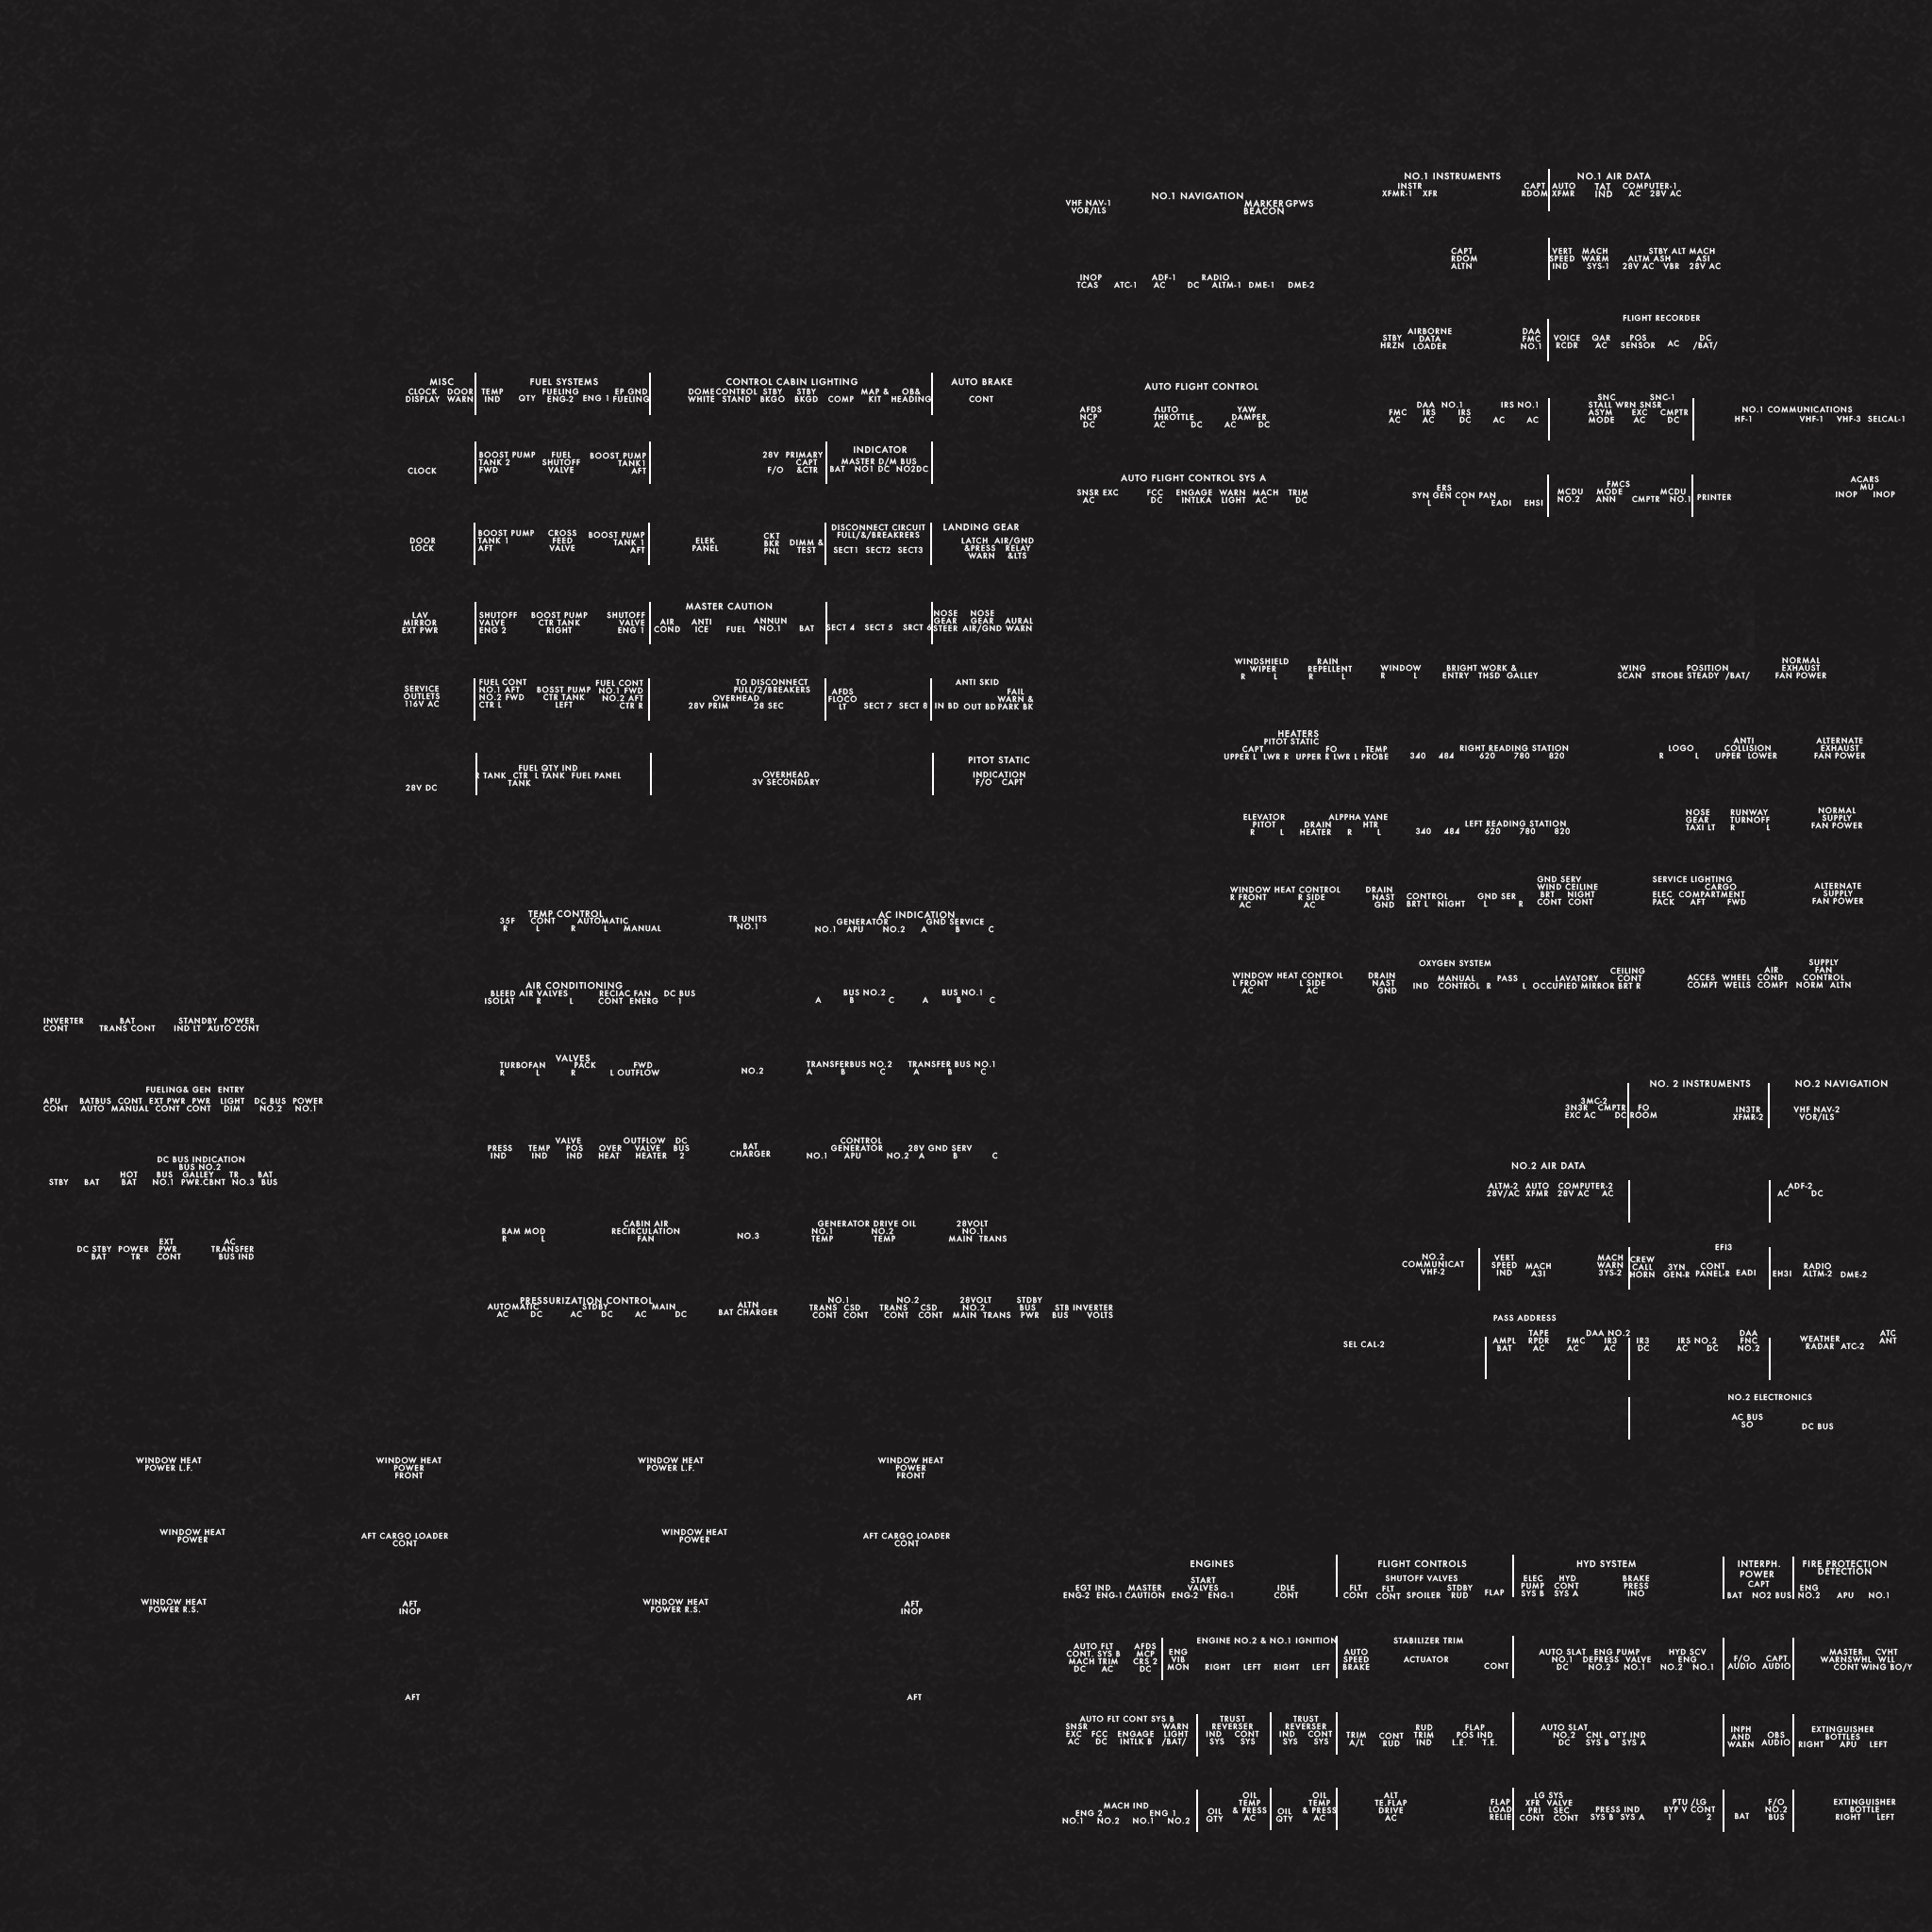 NO.1 NAVIGATION
VHF NAV-1 MARKER GPWS
VOR/ILS BEACON
INOP ADF-1 RADIO
TCAS ATC-1 AC DC ALTM-1 DME-1 DME-2
NO.1 INSTRUMENTS NO.1 AIR DATA
INSTR CAPT AUTO TAT COMPUTER-1
XFMR-1 XFR RDOM XFMR IND AC 28V AC
CAPT VERT MACH STBY ALT MACH
RDOM SPEED WARM ALTM ASH ASI
ALTN IND SYS-1 28V AC VBR 28V AC
FLIGHT RECORDER
AIRBORNE DAA
STBY DATA FMC VOICE QAR POS DC
HRZN LOADER NO.1 RCDR AC SENSOR AC /BAT/
AUTO FLIGHT CONTROL
AFDS AUTO YAW
NCP THROTTLE DAMPER
DC AC DC AC DC
SNC SNC-1
DAA NO.1 IRS NO.1 STALL WRN SNSR
FMC IRS IRS ASYM EXC CMPTR
AC AC DC AC AC MODE AC DC
NO.1 COMMUNICATIONS
HF-1 VHF-1 VHF-3 SELCAL-1
AUTO FLIGHT CONTROL SYS A
SNSR EXC FCC ENGAGE WARN MACH TRIM
AC DC INTLKA LIGHT AC DC
ERS FMCS
SYN GEN CON PAN MCDU MODE MCDU
L L EADI EHSI NO.2 ANN CMPTR NO.1 PRINTER
ACARS
MU
INOP INOP
MISC FUEL SYSTEMS CONTROL CABIN LIGHTING AUTO BRAKE
CLOCK DOOR TEMP FUELING EP GND DOME CONTROL STBY STBY MAP & OB&
DISPLAY WARN IND QTY ENG-2 ENG 1 FUELING WHITE STAND BKGO BKGD COMP KIT HEADING CONT
INDICATOR
BOOST PUMP FUEL BOOST PUMP 28V PRIMARY
TANK 2 SHUTOFF TANK1 CAPT MASTER D/M BUS
CLOCK FWD VALVE AFT F/O &CTR BAT NO1 DC NO2DC
DISCONNECT CIRCUIT LANDING GEAR
BOOST PUMP CROSS BOOST PUMP CKT FULL/&/BREAKRERS
DOOR TANK 1 FEED TANK 1 ELEK BKR DIMM & LATCH AIR/GND
LOCK AFT VALVE AFT PANEL PNL TEST SECT1 SECT2 SECT3 &PRESS RELAY
WARN &LTS
MASTER CAUTION
LAV SHUTOFF BOOST PUMP SHUTOFF NOSE NOSE
MIRROR VALVE CTR TANK VALVE AIR ANTI ANNUN GEAR GEAR AURAL
EXT PWR ENG 2 RIGHT ENG 1 COND ICE FUEL NO.1 BAT SECT 4 SECT 5 SRCT 6 STEER AIR/GND WARN
FUEL CONT FUEL CONT TO DISCONNECT ANTI SKID
SERVICE NO.1 AFT BOSST PUMP NO.1 FWD PULL/2/BREAKERS AFDS FAIL
OUTLETS NO.2 FWD CTR TANK NO.2 AFT OVERHEAD FLOCO WARN &
116V AC CTR L LEFT CTR R 28V PRIM 28 SEC LT SECT 7 SECT 8 IN BD OUT BD PARK BK
PITOT STATIC
FUEL QTY IND OVERHEAD INDICATION
R TANK CTR L TANK FUEL PANEL 3V SECONDARY F/O CAPT
28V DC TANK
WINDSHIELD RAIN NORMAL
WIPER REPELLENT WINDOW BRIGHT WORK & WING POSITION EXHAUST
R L R L R L ENTRY THSD GALLEY SCAN STROBE STEADY /BAT/ FAN POWER
HEATERS
PITOT STATIC ANTI ALTERNATE
CAPT FO TEMP RIGHT READING STATION LOGO COLLISION EXHAUST
UPPER L LWR R UPPER R LWR L PROBE 340 484 620 780 820 R L UPPER LOWER FAN POWER
ELEVATOR ALPPHA VANE NOSE RUNWAY NORMAL
PITOT DRAIN HTR LEFT READING STATION GEAR TURNOFF SUPPLY
R L HEATER R L 340 484 620 780 820 TAXI LT R L FAN POWER
GND SERV SERVICE LIGHTING
WINDOW HEAT CONTROL DRAIN WIND CEILINE CARGO ALTERNATE
R FRONT R SIDE NAST CONTROL GND SER BRT NIGHT ELEC COMPARTMENT SUPPLY
AC AC GND BRT L NIGHT L R CONT CONT PACK AFT FWD FAN POWER
OXYGEN SYSTEM SUPPLY
WINDOW HEAT CONTROL DRAIN CEILING AIR FAN
L FRONT L SIDE NAST MANUAL PASS LAVATORY CONT ACCES WHEEL COND CONTROL
AC AC GND IND CONTROL R L OCCUPIED MIRROR BRT R COMPT WELLS COMPT NORM ALTN
TEMP CONTROL AC INDICATION
35F CONT AUTOMATIC TR UNITS GENERATOR GND SERVICE
R L R L MANUAL NO.1 NO.1 APU NO.2 A B C
AIR CONDITIONING
BLEED AIR VALVES RECIAC FAN DC BUS BUS NO.2 BUS NO.1
ISOLAT R L CONT ENERG 1 A B C A B C
VALVES
TURBOFAN PACK FWD TRANSFERBUS NO.2 TRANSFER BUS NO.1
R L R L OUTFLOW NO.2 A B C A B C
VALVE OUTFLOW DC CONTROL
PRESS TEMP POS OVER VALVE BUS BAT GENERATOR 28V GND SERV
IND IND IND HEAT HEATER 2 CHARGER NO.1 APU NO.2 A B C
CABIN AIR GENERATOR DRIVE OIL 28VOLT
RAM MOD RECIRCULATION NO.1 NO.2 NO.1
R L FAN NO.3 TEMP TEMP MAIN TRANS
PRESSURIZATION CONTROL NO.1 NO.2 28VOLT STDBY
AUTOMATIC STDBY MAIN ALTN TRANS CSD TRANS CSD NO.2 BUS STB INVERTER
AC DC AC DC AC DC BAT CHARGER CONT CONT CONT CONT MAIN TRANS PWR BUS VOLTS
INVERTER BAT STANDBY POWER
CONT TRANS CONT IND LT AUTO CONT
FUELING& GEN ENTRY
APU BATBUS CONT EXT PWR PWR LIGHT DC BUS POWER
CONT AUTO MANUAL CONT CONT DIM NO.2 NO.1
DC BUS INDICATION
BUS NO.2
HOT BUS GALLEY TR BAT
STBY BAT BAT NO.1 PWR.CBNT NO.3 BUS
EXT AC
DC STBY POWER PWR TRANSFER
BAT TR CONT BUS IND
NO. 2 INSTRUMENTS NO.2 NAVIGATION
3MC-2
3N3R CMPTR FO IN3TR VHF NAV-2
EXC AC DC ROOM XFMR-2 VOR/ILS
NO.2 AIR DATA
ALTM-2 AUTO COMPUTER-2 ADF-2
28V/AC XFMR 28V AC AC AC DC
EFI3
NO.2 VERT MACH CREW
COMMUNICAT SPEED MACH WARN CALL 3YN CONT RADIO
VHF-2 IND A3I 3YS-2 HORN GEN-R PANEL-R EADI EH3I ALTM-2 DME-2
PASS ADDRESS
TAPE DAA NO.2 DAA ATC
SEL CAL-2 AMPL RPDR FMC IR3 IR3 IRS NO.2 FNC WEATHER ANT
BAT AC AC AC DC AC DC NO.2 RADAR ATC-2
NO.2 ELECTRONICS
AC BUS
SO DC BUS
WINDOW HEAT WINDOW HEAT WINDOW HEAT WINDOW HEAT
POWER L.F. POWER POWER L.F. POWER
FRONT FRONT
WINDOW HEAT AFT CARGO LOADER WINDOW HEAT AFT CARGO LOADER
POWER CONT POWER CONT
WINDOW HEAT AFT WINDOW HEAT AFT
POWER R.S. INOP POWER R.S. INOP
AFT AFT
ENGINES FLIGHT CONTROLS HYD SYSTEM INTERPH. FIRE PROTECTION
START SHUTOFF VALVES ELEC HYD BRAKE POWER DETECTION
EGT IND MASTER VALVES IDLE FLT FLT STDBY PUMP CONT PRESS CAPT ENG
ENG-2 ENG-1 CAUTION ENG-2 ENG-1 CONT CONT CONT SPOILER RUD FLAP SYS B SYS A INO BAT NO2 BUS NO.2 APU NO.1
ENGINE NO.2 & NO.1 IGNITION STABILIZER TRIM
AUTO FLT AFDS ENG AUTO AUTO SLAT ENG PUMP HYD SCV MASTER CVHT
CONT. SYS B MCP VIB SPEED ACTUATOR NO.1 DEPRESS VALVE ENG F/O CAPT WARNSWHL WLL
MACH TRIM CRS 2 MON RIGHT LEFT RIGHT LEFT BRAKE CONT DC NO.2 NO.1 NO.2 NO.1 AUDIO AUDIO CONT WING BO/Y
DC AC DC
AUTO FLT CONT SYS B TRUST TRUST
SNSR WARN REVERSER REVERSER RUD FLAP AUTO SLAT INPH EXTINGUISHER
EXC FCC ENGAGE LIGHT IND CONT IND CONT TRIM CONT TRIM POS IND NO.2 CNL QTY IND AND OBS BOTTLES
AC DC INTLK B /BAT/ SYS SYS SYS SYS A/L RUD IND L.E. T.E. DC SYS B SYS A WARN AUDIO RIGHT APU LEFT
OIL OIL ALT LG SYS
MACH IND TEMP TEMP TE.FLAP FLAP XFR VALVE PTU /LG F/O EXTINGUISHER
ENG 2 ENG 1 OIL & PRESS OIL & PRESS DRIVE LOAD PRI SEC PRESS IND BYP V CONT NO.2 BOTTLE
NO.1 NO.2 NO.1 NO.2 QTY AC QTY AC AC RELIE CONT CONT SYS B SYS A 1 2 BAT BUS RIGHT LEFT